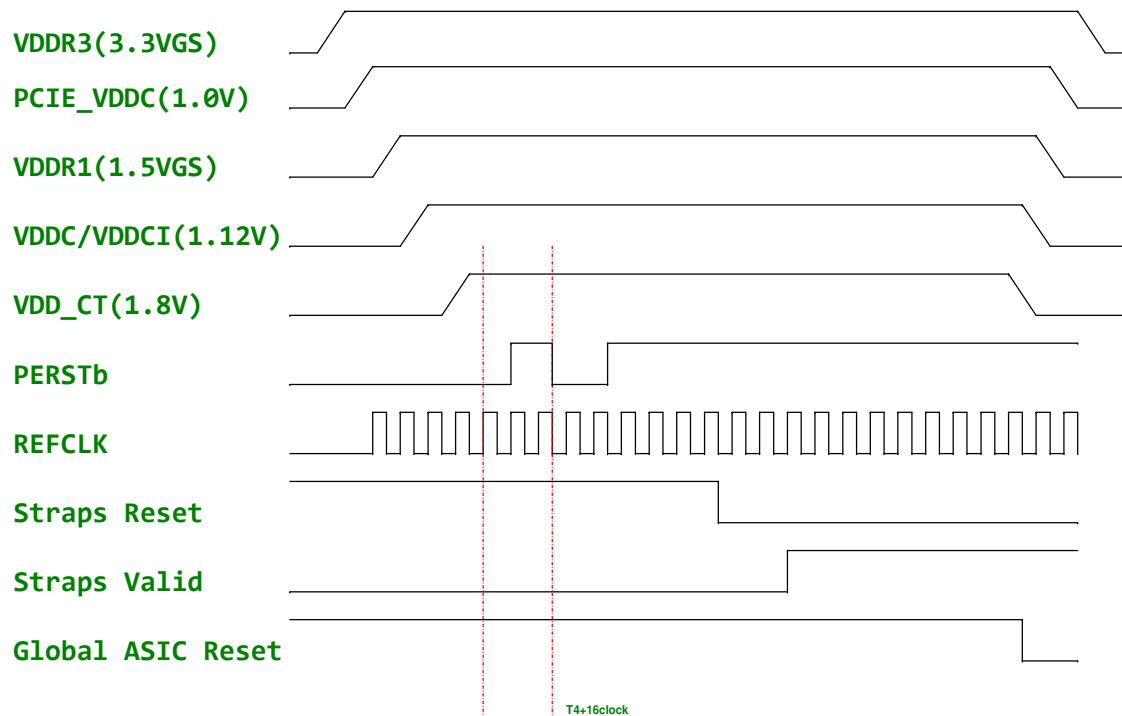 VDDR3(3.3VGS)
PCIE_VDDC(1.0V)
VDDR1(1.5VGS)
VDDC/VDDCI(1.12V)
VDD_CT(1.8V)
PERSTb
REFCLK
Straps Reset
Straps Valid
Global ASIC Reset
T4+16clock